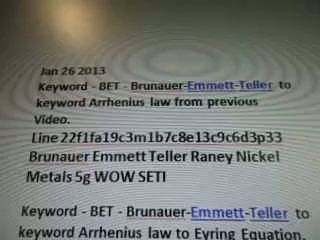 Jan 26 2013
Keyword - BET - Brunauer-Emmett-Teller to
keyword Arrhenius law from previous
Video.
Line 22f1fa19c3m1b7c8e13c9c6d3p33
Brunauer Emmett Teller Raney Nickel
Metals 5g WOW SETI
Keyword - BET - Brunauer-Emmett-Teller to
keyword Arrhenius law to Eyring Equation.